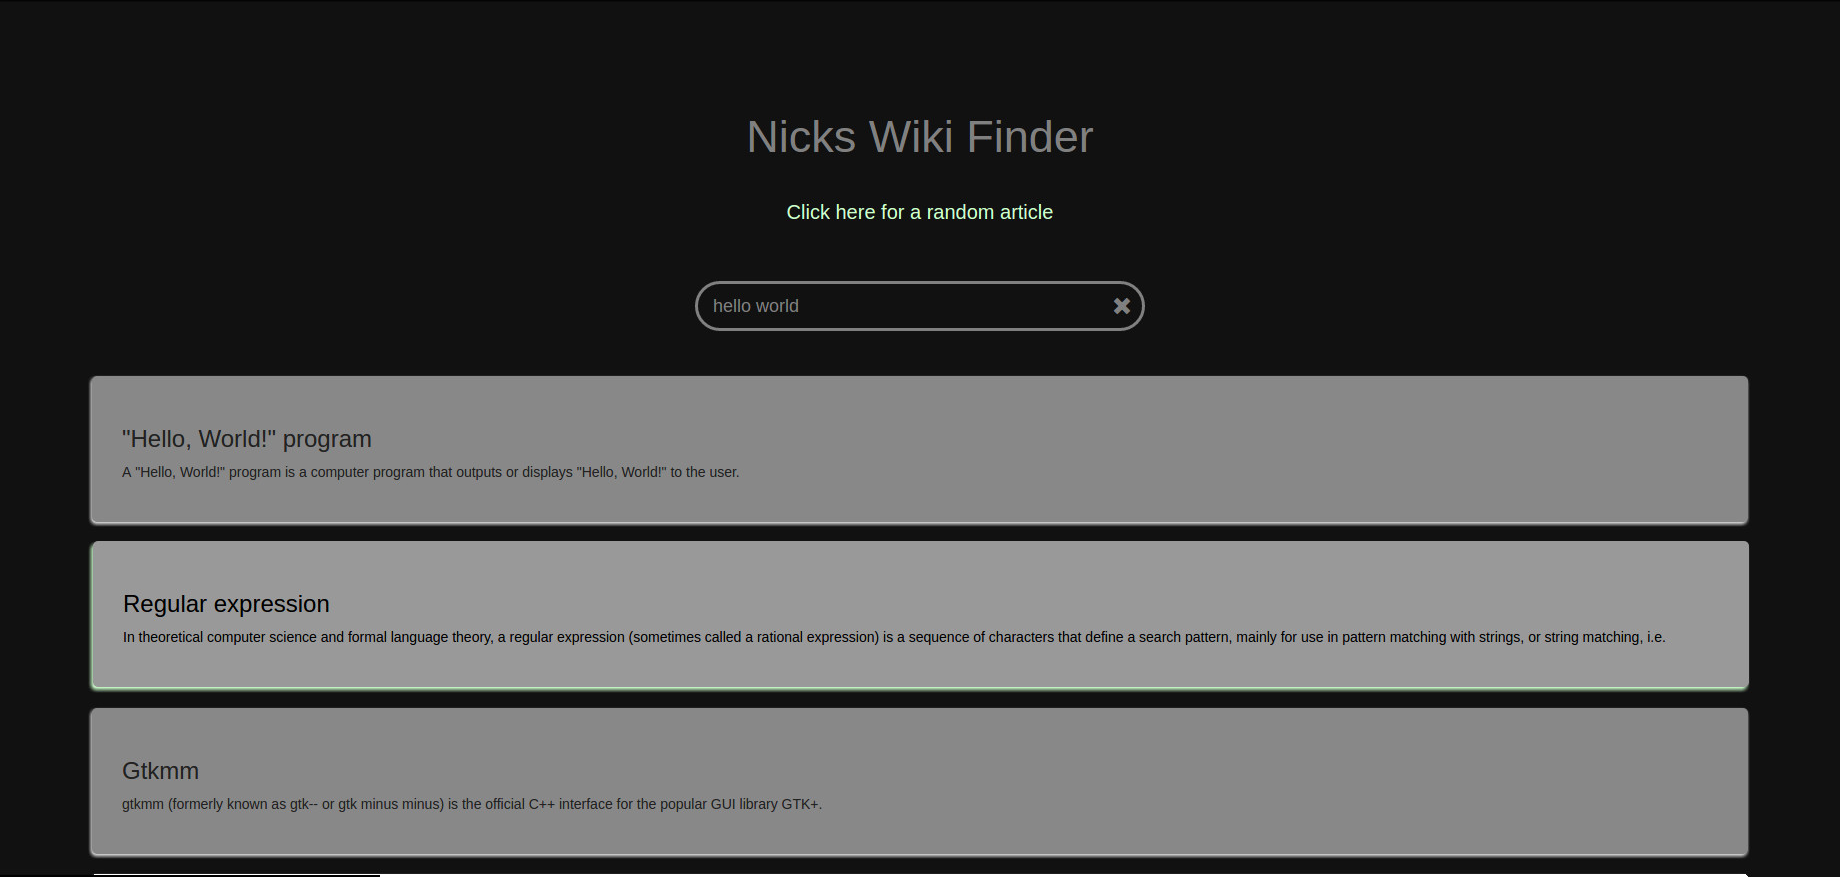 Nicks Wiki Finder
Click here for a random article
hello world
"Hello, World!" program
A "Hello, World!" program is a computer program that outputs or displays "Hello, World!" to the user.
Regular expression
In theoretical computer science and formal language theory, a regular expression (sometimes called a rational expression) is a sequence of characters that define a search pattern, mainly for use in pattern matching with strings, or string matching, i.e.
Gtkmm
gtkmm (formerly known as gtk-- or gtk minus minus) is the official C++ interface for the popular GUI library GTK+.